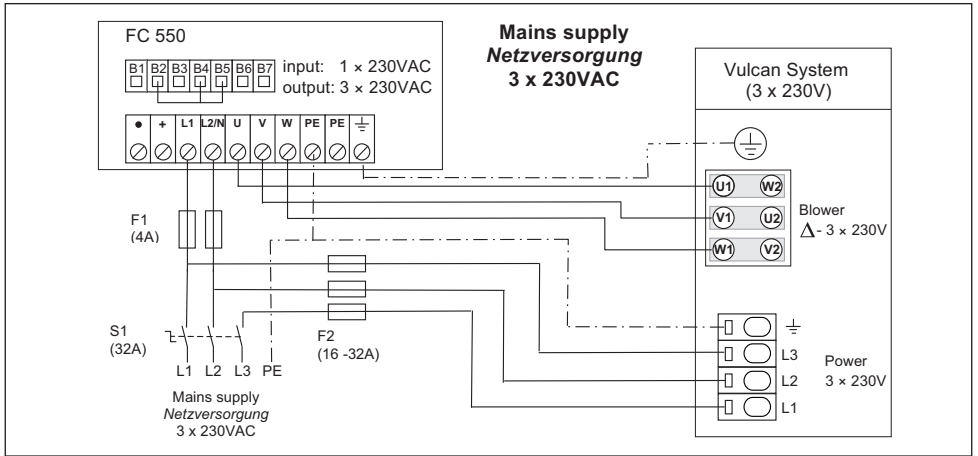 FC 550
B1 B2 B3 B4 B5 B6 B7
input: 1 × 230VAC
output: 3 × 230VAC
• + L1 L2/N U V W PE PE
Mains supply
Netzversorgung
3 x 230VAC
Vulcan System
(3 x 230V)
U1 W2
V1 U2
W1 V2
Blower
Δ- 3 × 230V
F1
(4A)
F2
(16 -32A)
S1
(32A)
L1 L2 L3 PE
Mains supply
Netzversorgung
3 x 230VAC
L3
L2
L1
Power
3 × 230V